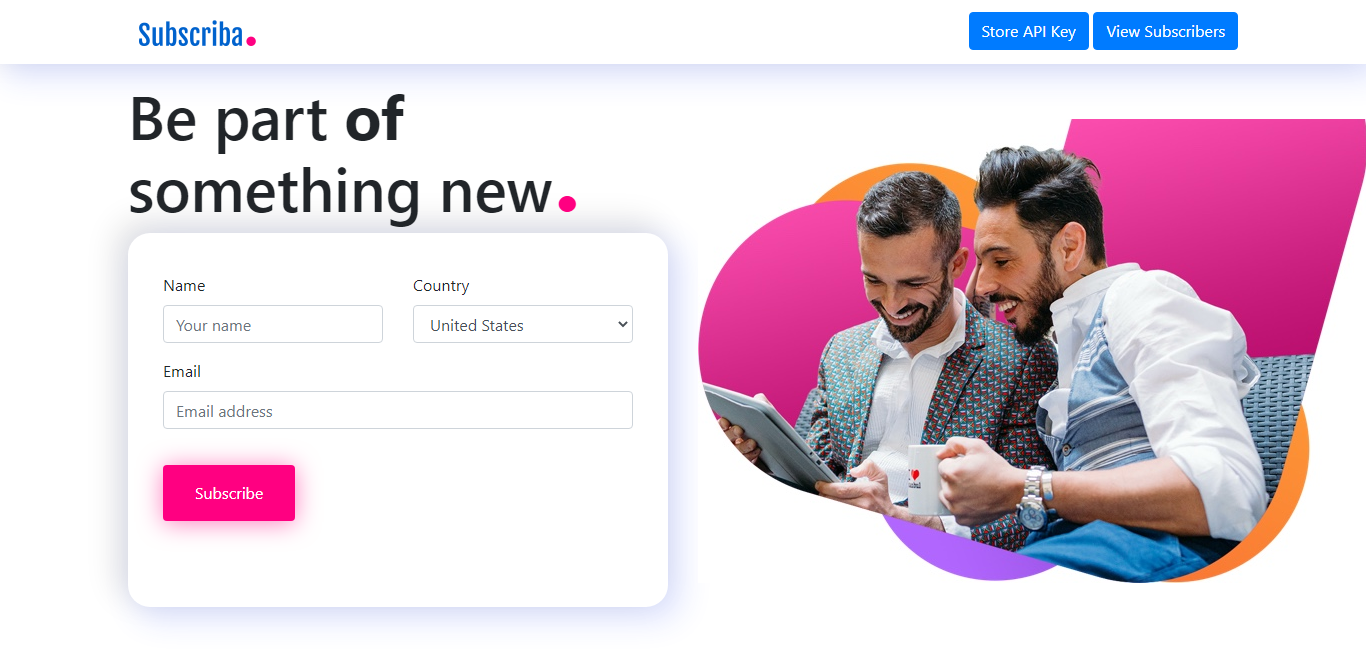 Subscriba.
Store API Key
View Subscribers
Be part of
something new.
Name
Country
Your name
United States
Email
Email address
Subscribe